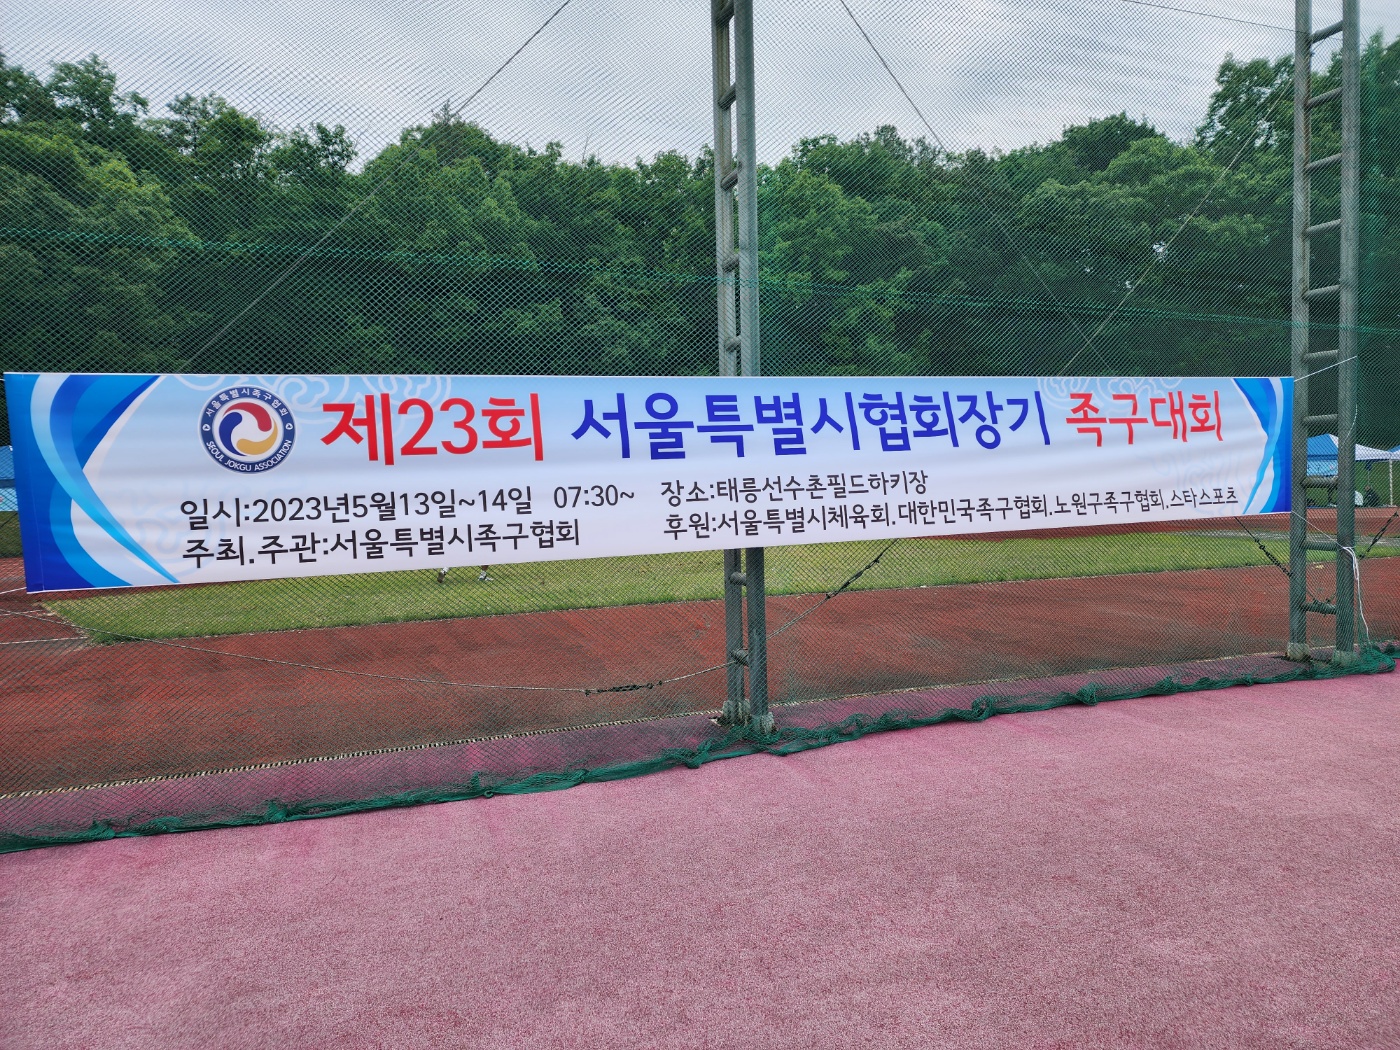 서울특별시족구협회
SEOUL JOKGU ASSOCIATION
제23회 서울특별시협회장기 족구대회
일시:2023년5월13일~14일 07:30~ 장소:태릉선수촌필드하키장
주최.주관:서울특별시족구협회 후원:서울특별시체육회.대한민국족구협회.노원구족구협회.스타스포츠